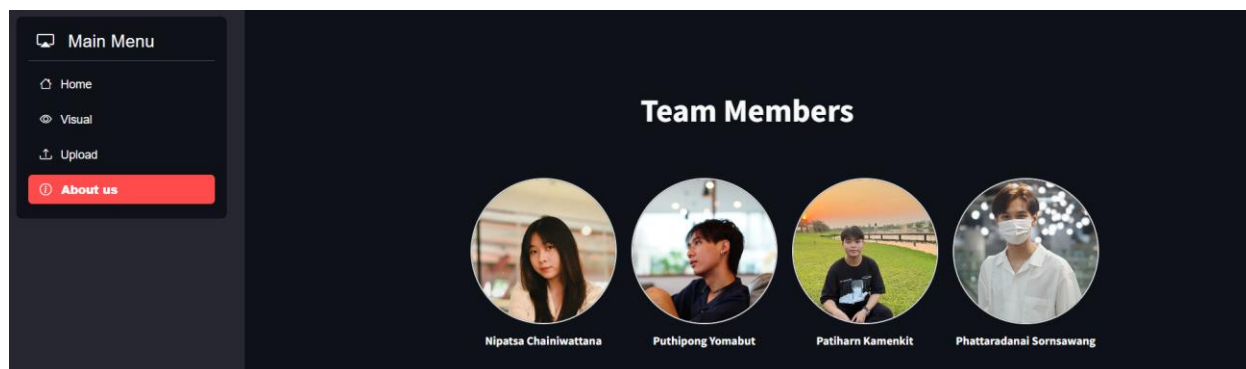 Main Menu
Home
Visual
Upload
About us
Team Members
Nipatsa Chainiwattana
Puthipong Yomabut
Patiharn Kamenkit
Phattaradanai Sornsawang